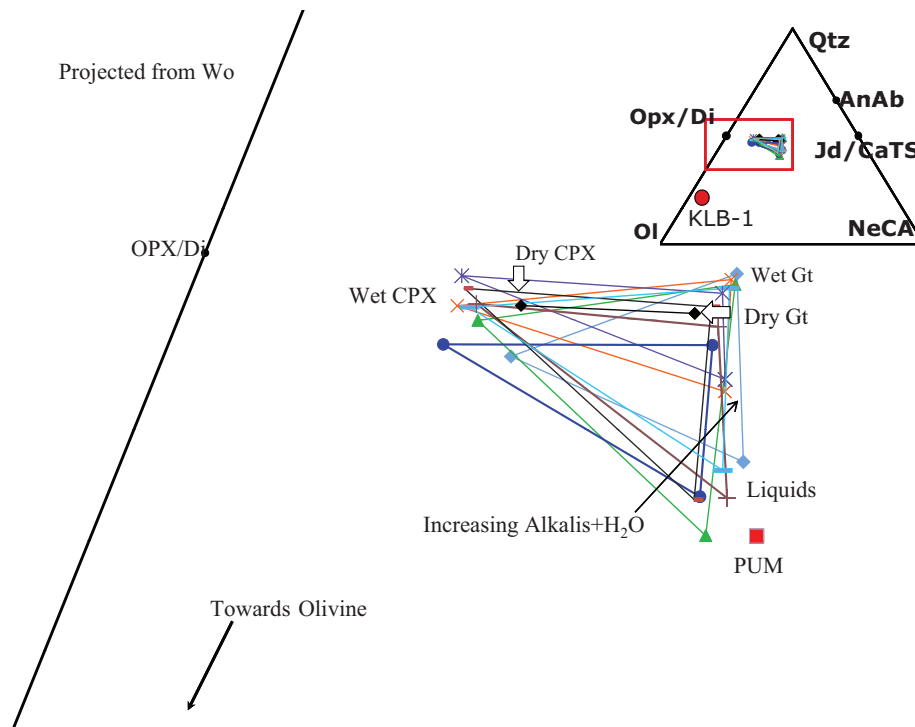 Projected from Wo
Qtz
AnAb
Opx/Di
Jd/CaTS
KLB-1
Ol
NeCA
OPX/Di
Dry CPX
Wet Gt
Wet CPX
Dry Gt
Liquids
Increasing Alkalis+H₂O
PUM
Towards Olivine